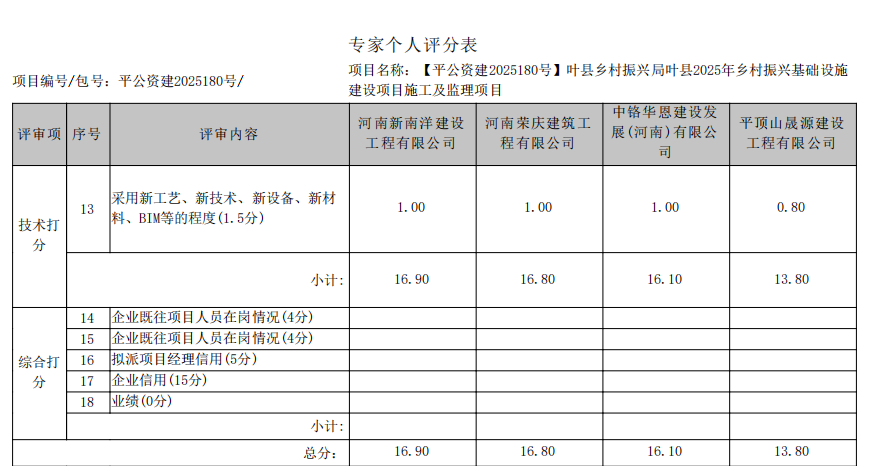 专家个人评分表
项目编号/包号：平公资建2025180号/
项目名称：【平公资建2025180号】叶县乡村振兴局叶县2025年乡村振兴基础设施
建设项目施工及监理项目
评审项 序号 评审内容 河南新南洋建设工程有限公司 河南荣庆建筑工程有限公司 中铬华恩建设发展(河南)有限公司 平顶山晟源建设工程有限公司
技术打分 13 采用新工艺、新技术、新设备、新材料、BIM等的程度(1.5分) 1.00 1.00 1.00 0.80
小计: 16.90 16.80 16.10 13.80
综合打分 14 企业既往项目人员在岗情况(4分)
15 企业既往项目人员在岗情况(4分)
16 拟派项目经理信用(5分)
17 企业信用(15分)
18 业绩(0分)
小计:
总分: 16.90 16.80 16.10 13.80